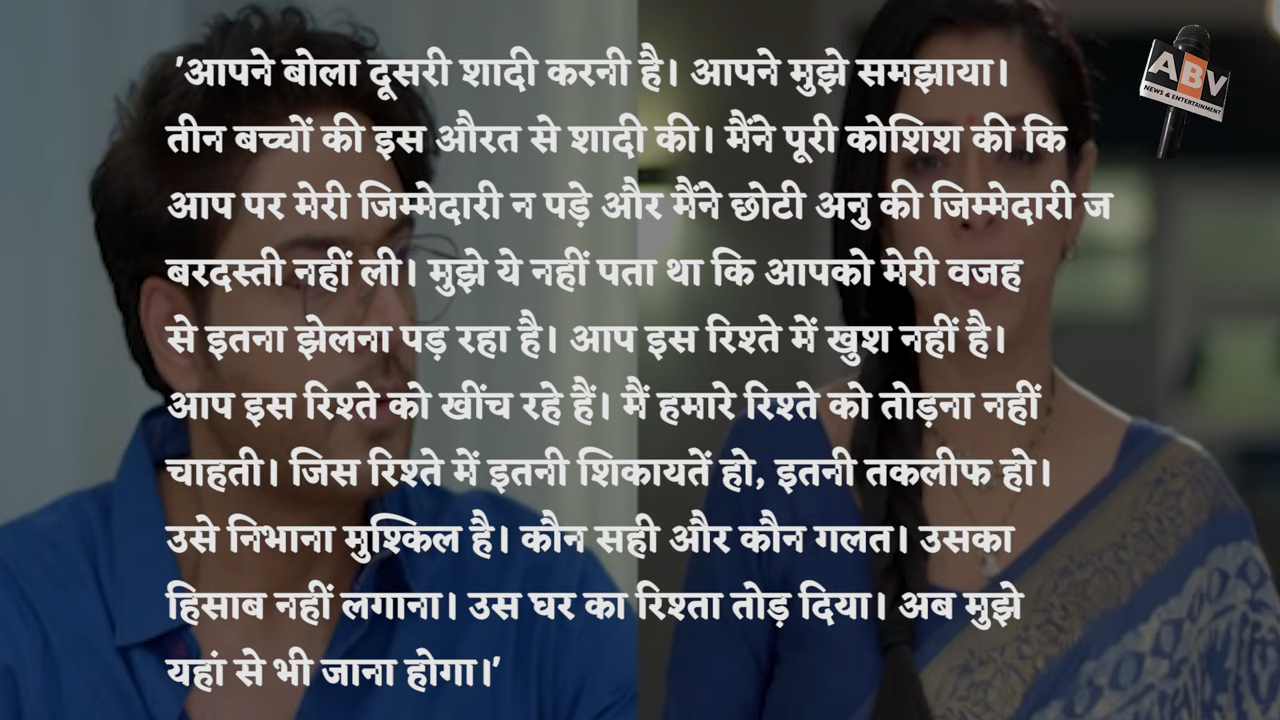 'आपने बोला दूसरी शादी करनी है। आपने मुझे समझाया।
तीन बच्चों की इस औरत से शादी की। मैंने पूरी कोशिश की कि
आप पर मेरी जिम्मेदारी न पड़े और मैंने छोटी अनु की जिम्मेदारी ज
बरदस्ती नहीं ली। मुझे ये नहीं पता था कि आपको मेरी वजह
से इतना झेलना पड़ रहा है। आप इस रिश्ते में खुश नहीं है।
आप इस रिश्ते को खींच रहे हैं। मैं हमारे रिश्ते को तोड़ना नहीं
चाहती। जिस रिश्ते में इतनी शिकायतें हो, इतनी तकलीफ हो।
उसे निभाना मुश्किल है। कौन सही और कौन गलत। उसका
हिसाब नहीं लगाना। उस घर का रिश्ता तोड़ दिया। अब मुझे
यहां से भी जाना होगा।'
ABV
NEWS & ENTERTAINMENT